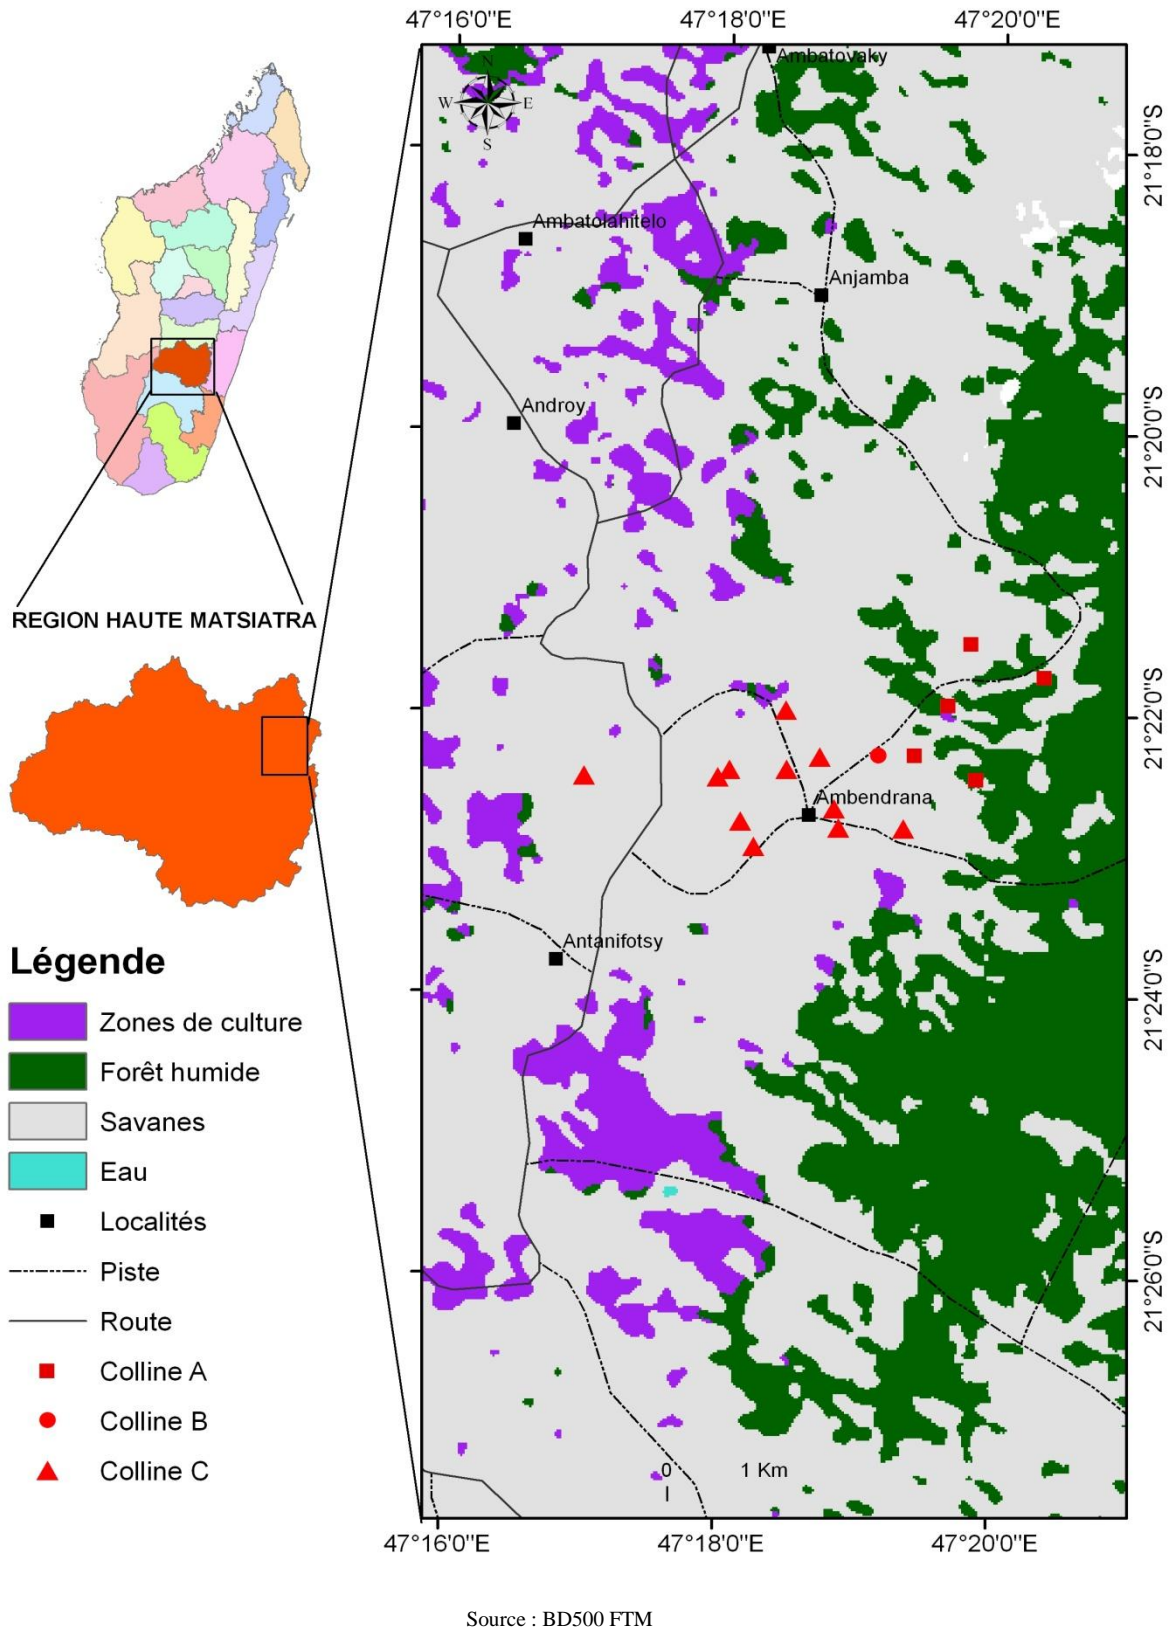 47°16'0"E 47°18'0"E 47°20'0"E
N
W E
S
Ambatovaky
21°18'0"S
Ambatolahitelo
Anjamba
Androy
21°20'0"S
REGION HAUTE MATSIATRA
21°22'0"S
Ambendrana
Antanifotsy
21°24'0"S
21°26'0"S
0 1 Km
47°16'0"E 47°18'0"E 47°20'0"E
Légende
Zones de culture
Forêt humide
Savanes
Eau
Localités
Piste
Route
Colline A
Colline B
Colline C
Source : BD500 FTM